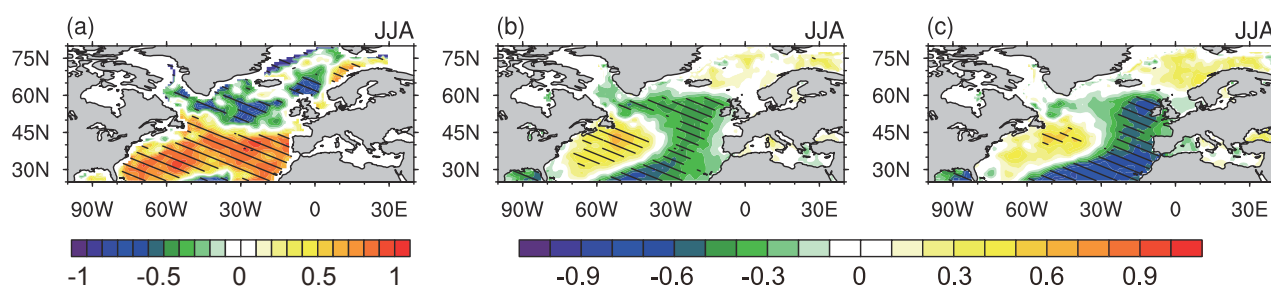 (a) JJA
(b) JJA
(c) JJA
75N 75N 75N
60N 60N 60N
45N 45N 45N
30N 30N 30N
90W 60W 30W 0 30E 90W 60W 30W 0 30E 90W 60W 30W 0 30E
-1 -0.5 0 0.5 1
-0.9 -0.6 -0.3 0 0.3 0.6 0.9